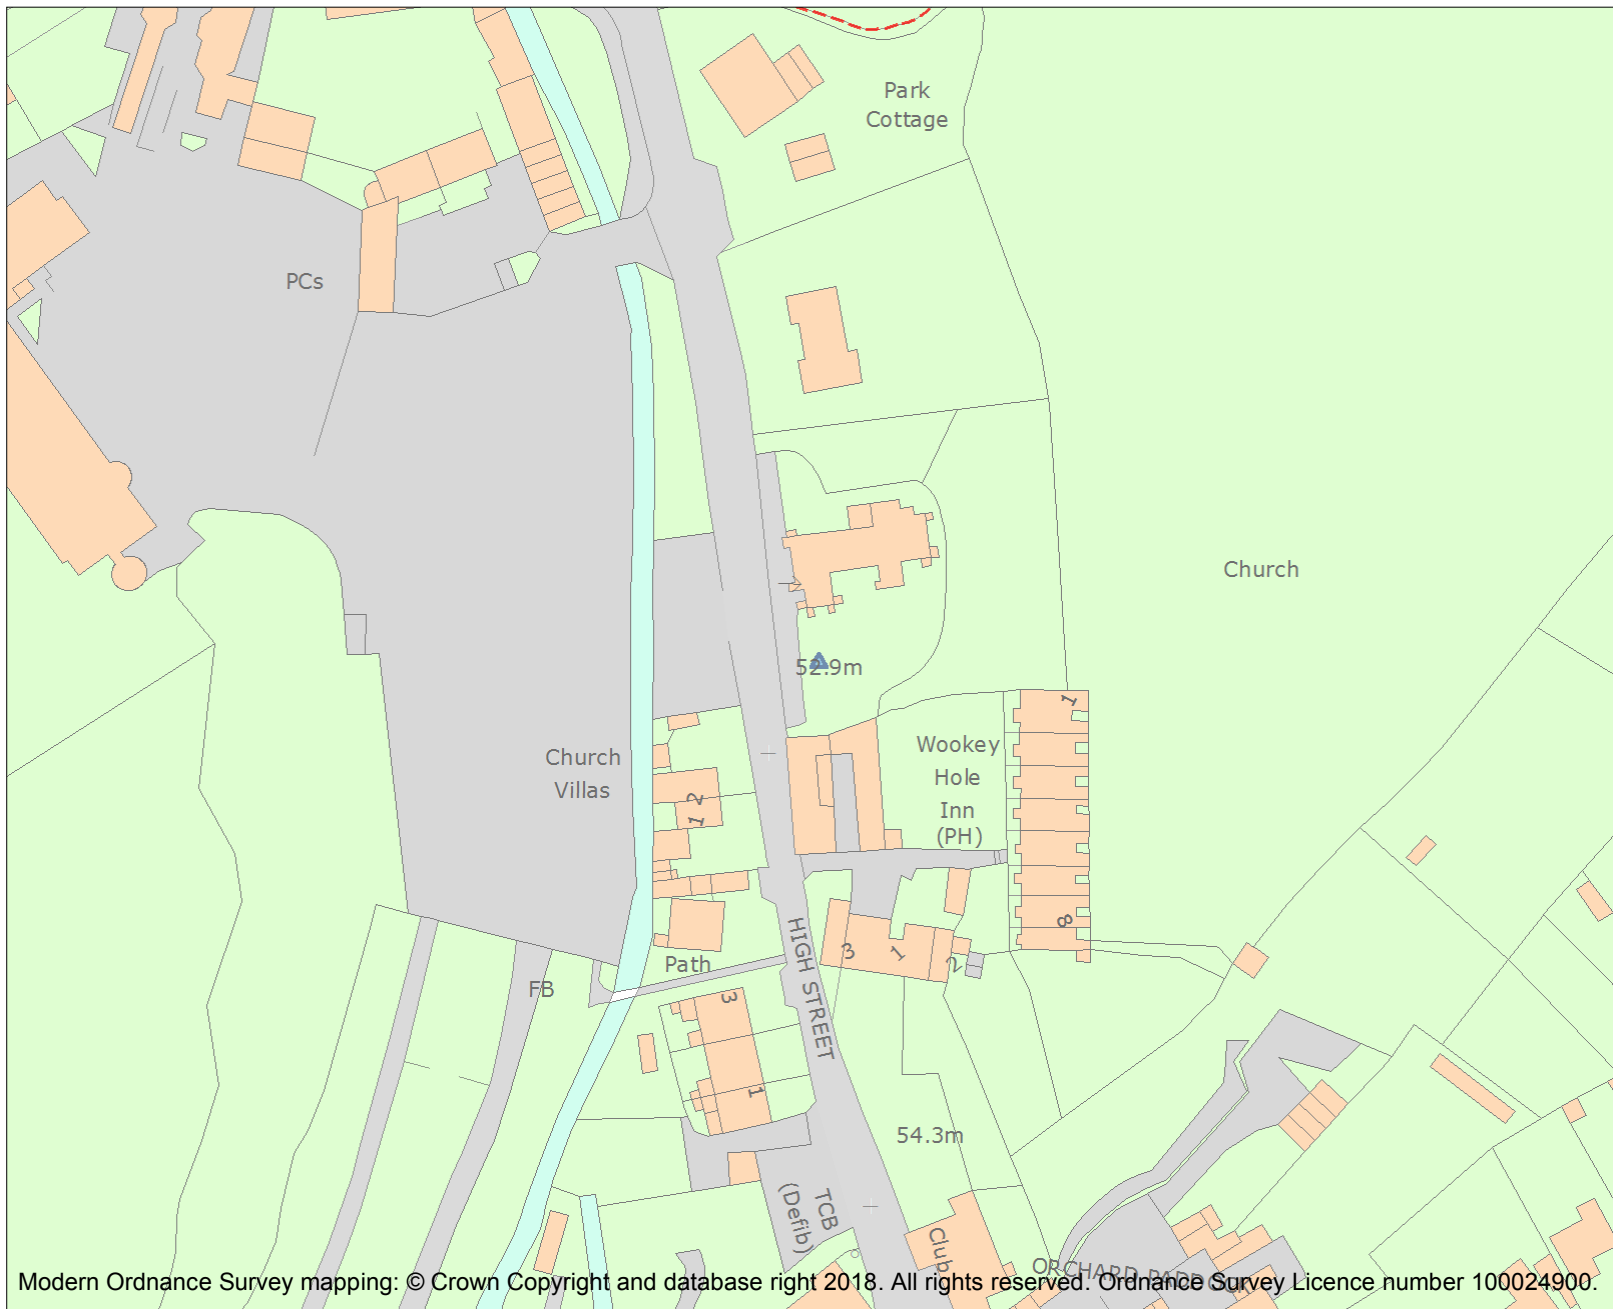 Park
Cottage
PCs
Church
52.9m
1
Church
Villas
2
1
Wookey
Hole
Inn
(PH)
8
HIGH STREET
3
1
2
Path
FB
3
1
54.3m
TCB
(Defib)
Club
ORCHARD PADDOCK
Modern Ordnance Survey mapping: © Crown Copyright and database right 2018. All rights reserved. Ordnance Survey Licence number 100024900.